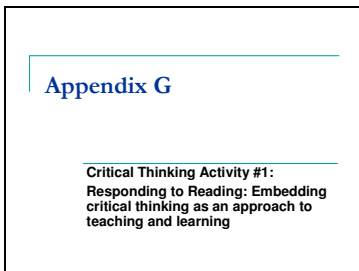 Appendix G
Critical Thinking Activity #1:
Responding to Reading: Embedding
critical thinking as an approach to
teaching and learning